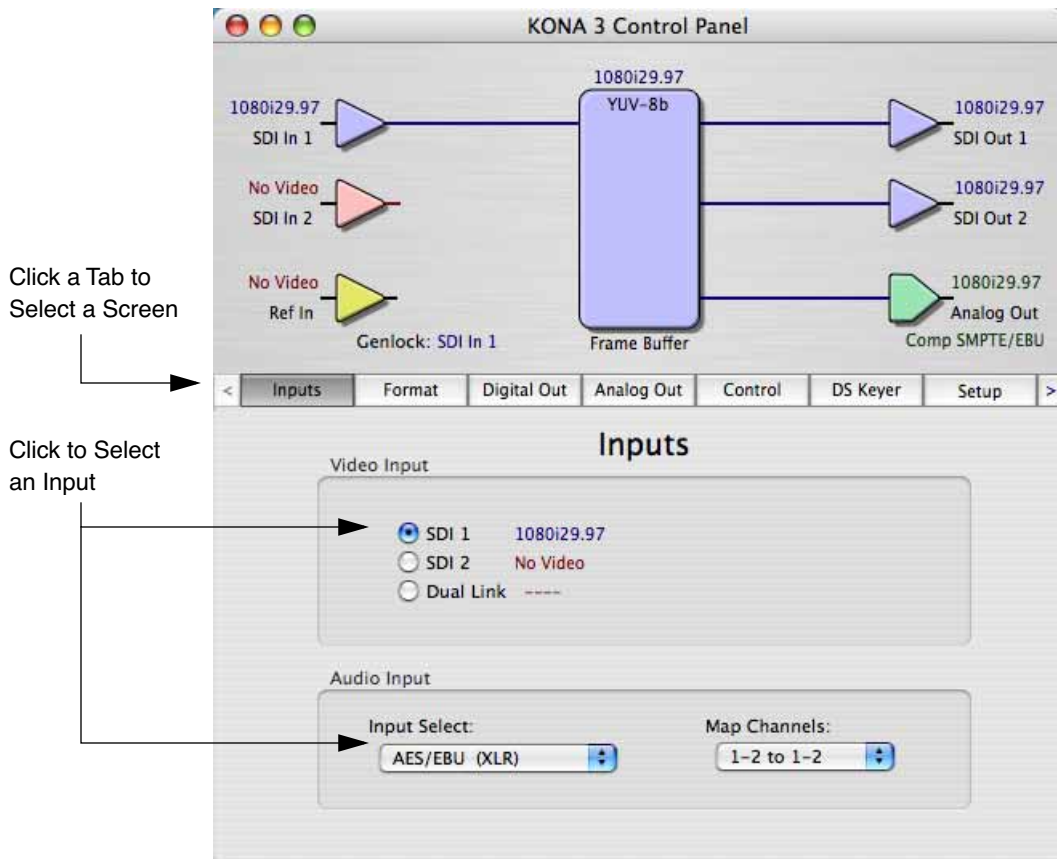 KONA 3 Control Panel
1080i29.97
YUV-8b
1080i29.97
SDI In 1
1080i29.97
SDI Out 1
No Video
SDI In 2
1080i29.97
SDI Out 2
Click a Tab to
Select a Screen
No Video
Ref In
Genlock: SDI In 1
Frame Buffer
1080i29.97
Analog Out
Comp SMPTE/EBU
< Inputs Format Digital Out Analog Out Control DS Keyer Setup >
Click to Select
an Input
Inputs
Video Input
SDI 1 1080i29.97
SDI 2 No Video
Dual Link ----
Audio Input
Input Select: Map Channels:
AES/EBU (XLR) 1-2 to 1-2